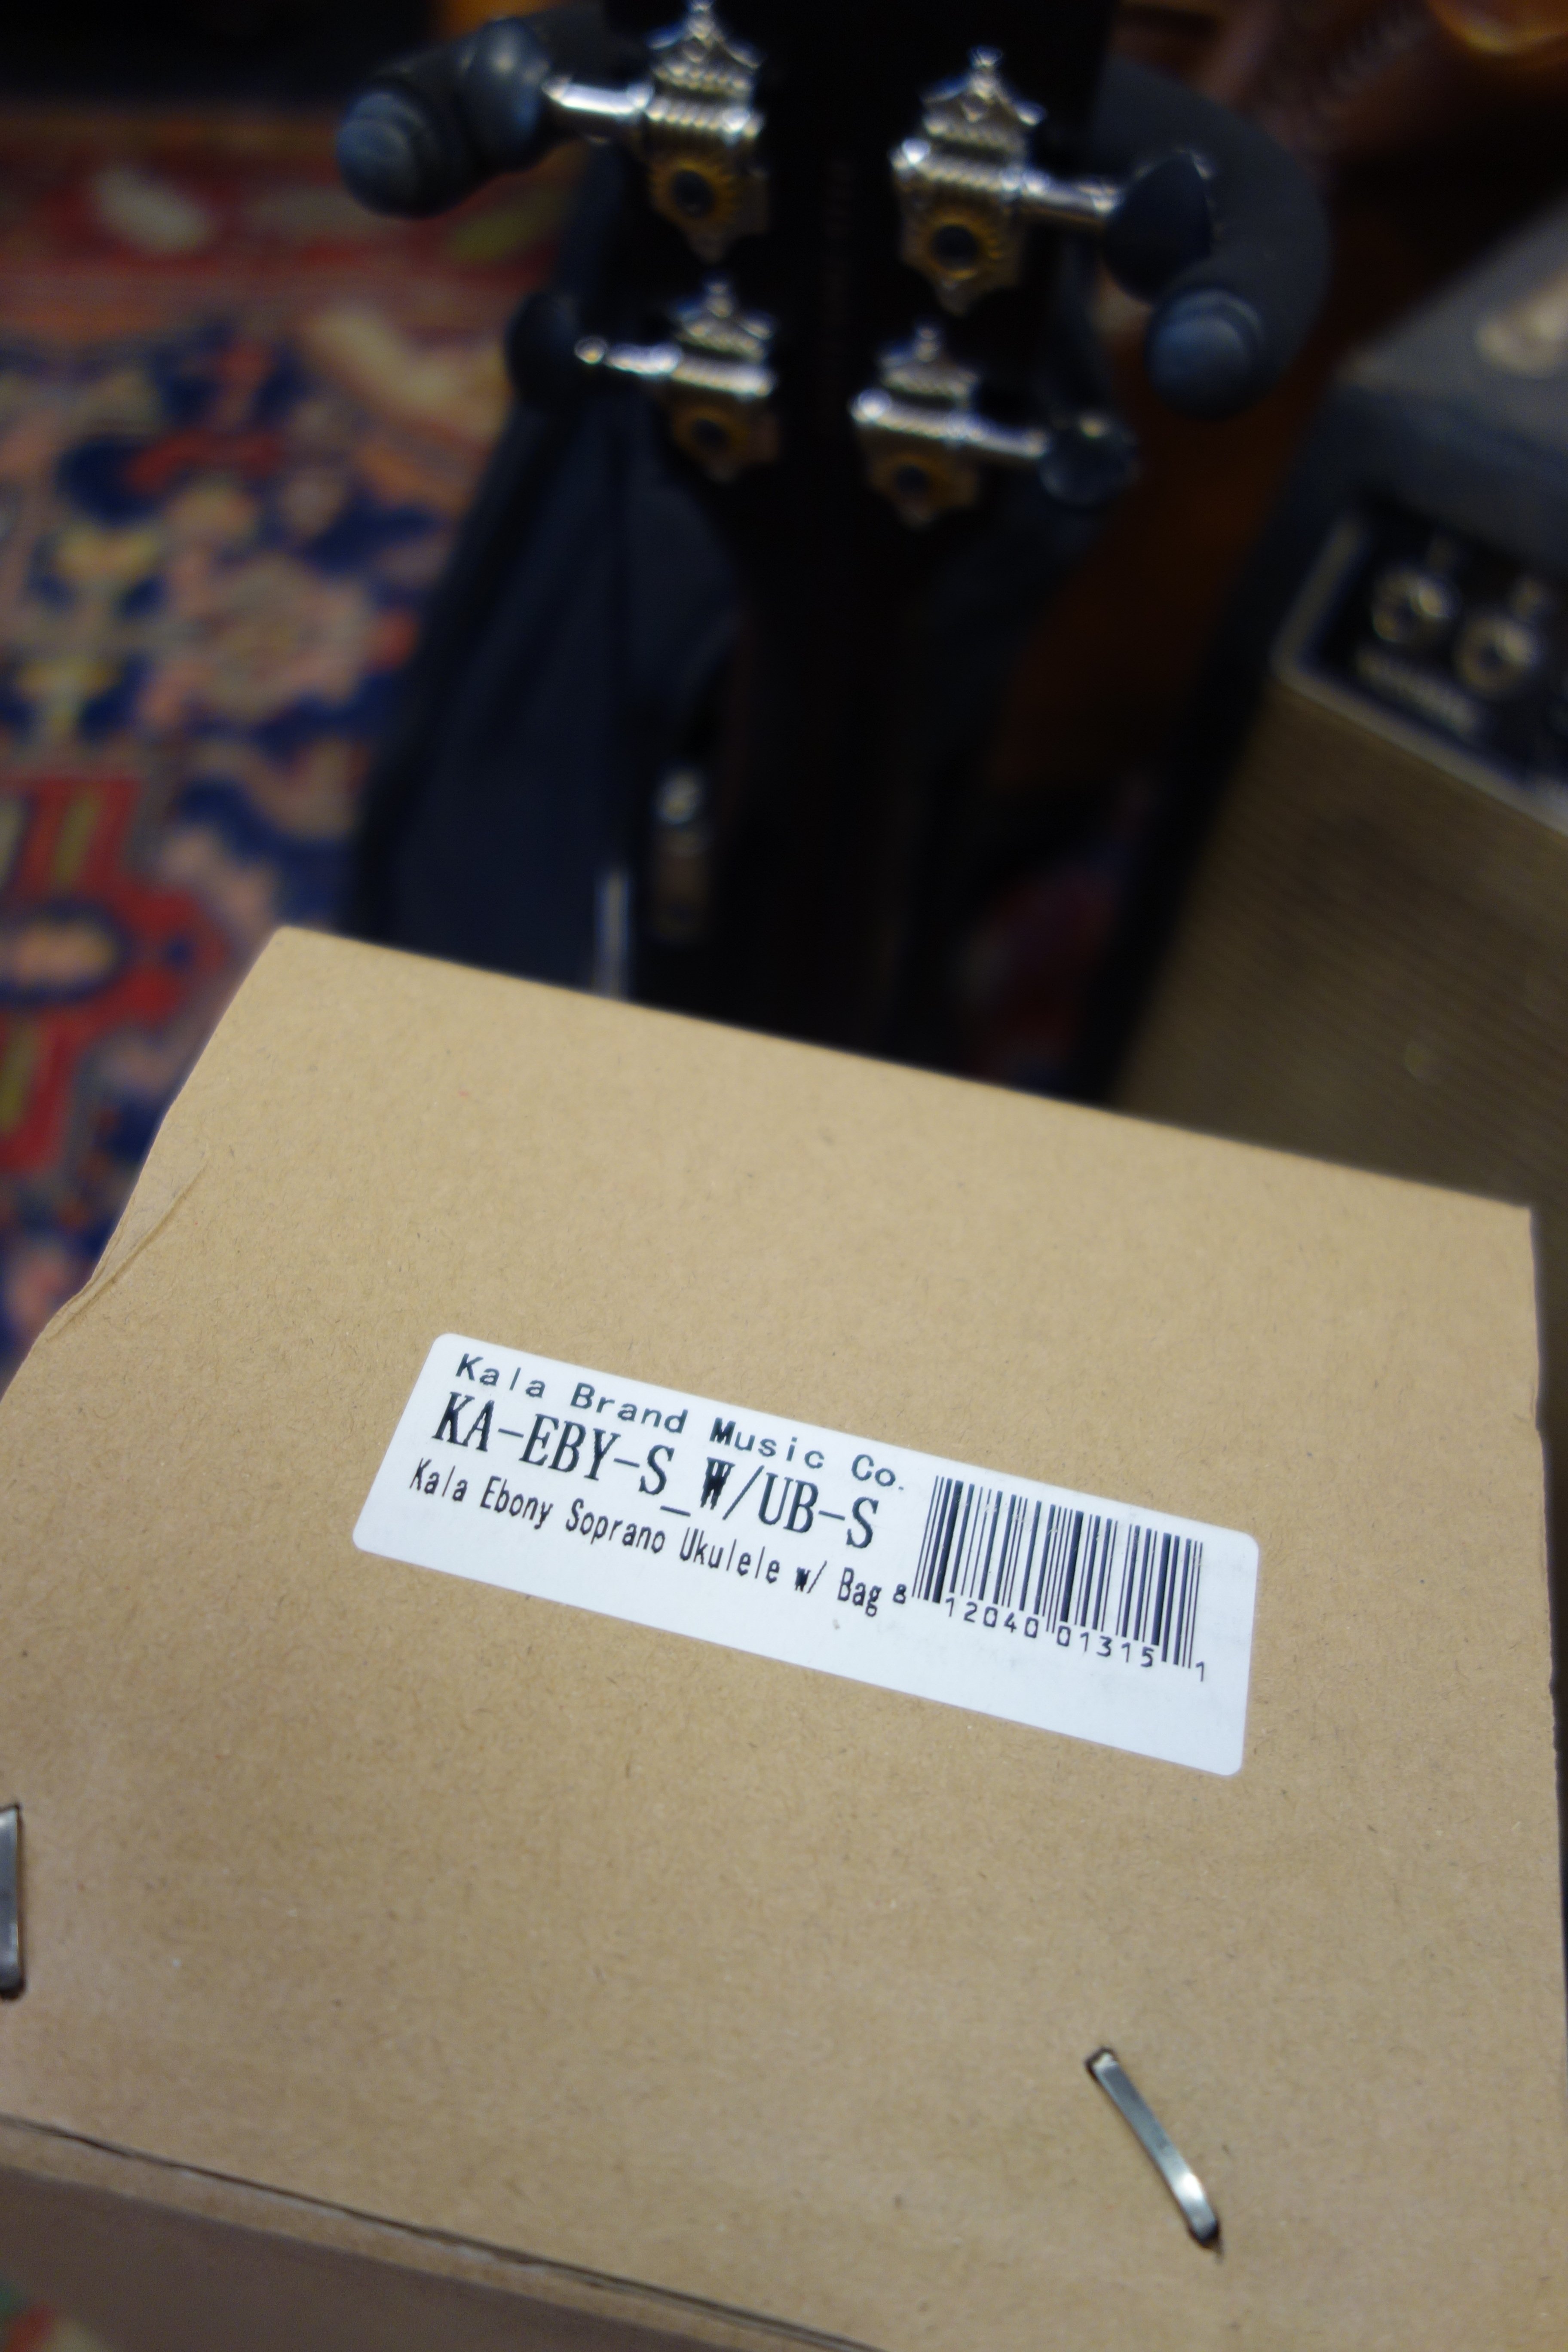 Kala Brand Music Co.
KA-EBY-S_W/UB-S
Kala Ebony Soprano Ukulele w/ Bag
8 12040 01315 1